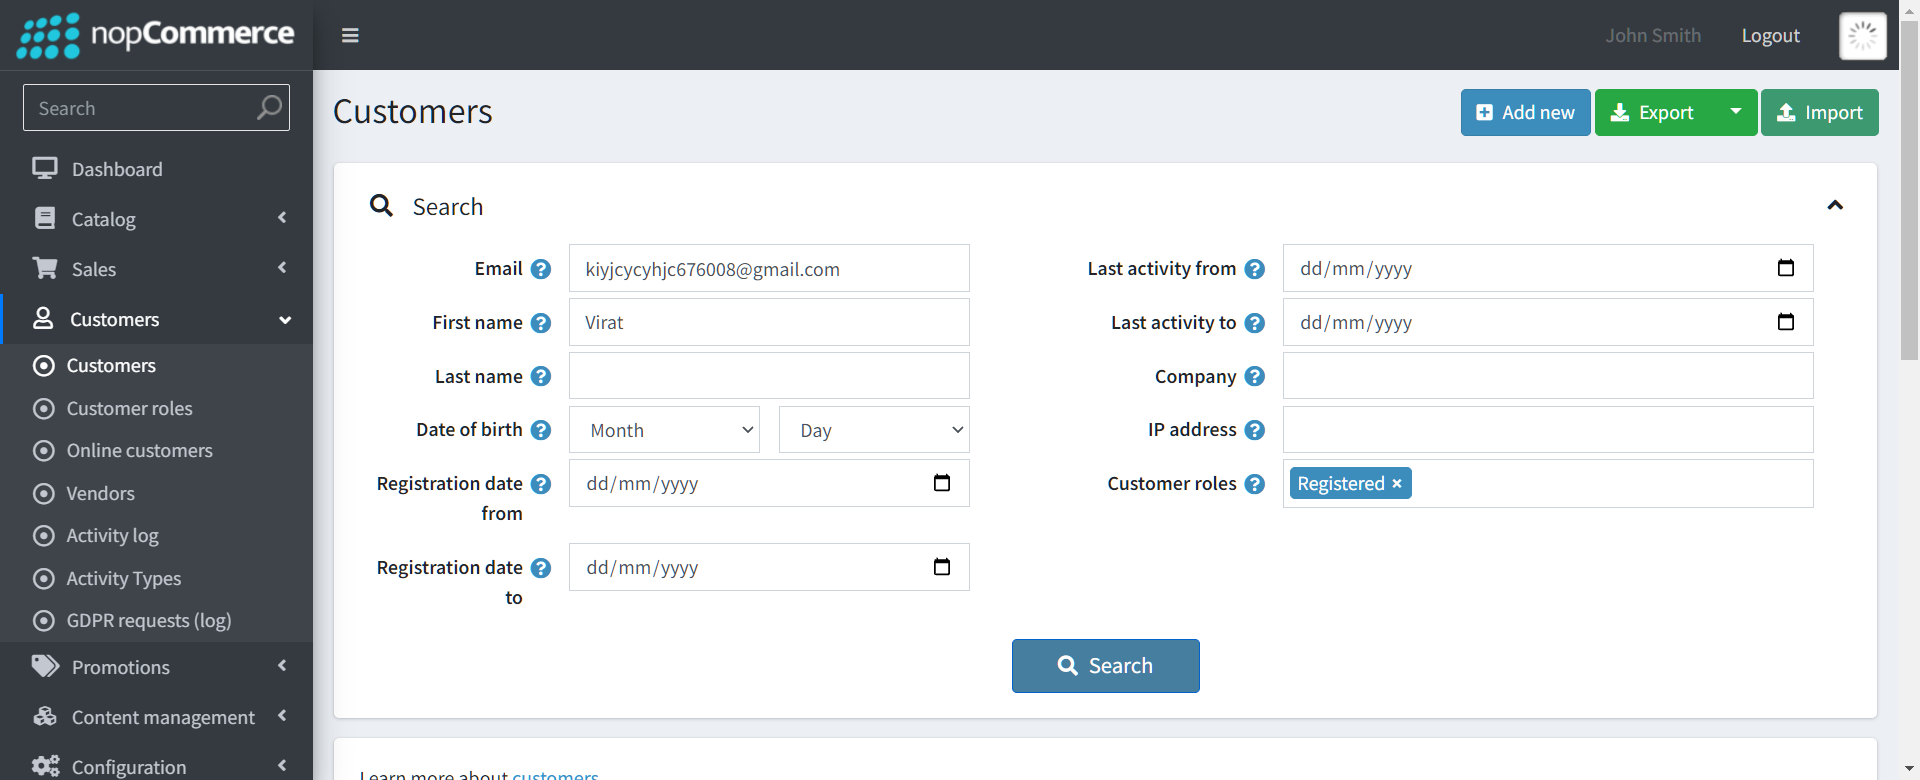 nopCommerce
John Smith
Logout
Search
Dashboard
Catalog
Sales
Customers
Customers
Customer roles
Online customers
Vendors
Activity log
Activity Types
GDPR requests (log)
Promotions
Content management
Configuration
Customers
Add new
Export
Import
Search
Email
kiyjcycyhjc676008@gmail.com
First name
Virat
Last name
Date of birth
Month
Day
Registration date
from
dd/mm/yyyy
Registration date
to
dd/mm/yyyy
Last activity from
dd/mm/yyyy
Last activity to
dd/mm/yyyy
Company
IP address
Customer roles
Registered ×
Search
Learn more about customers